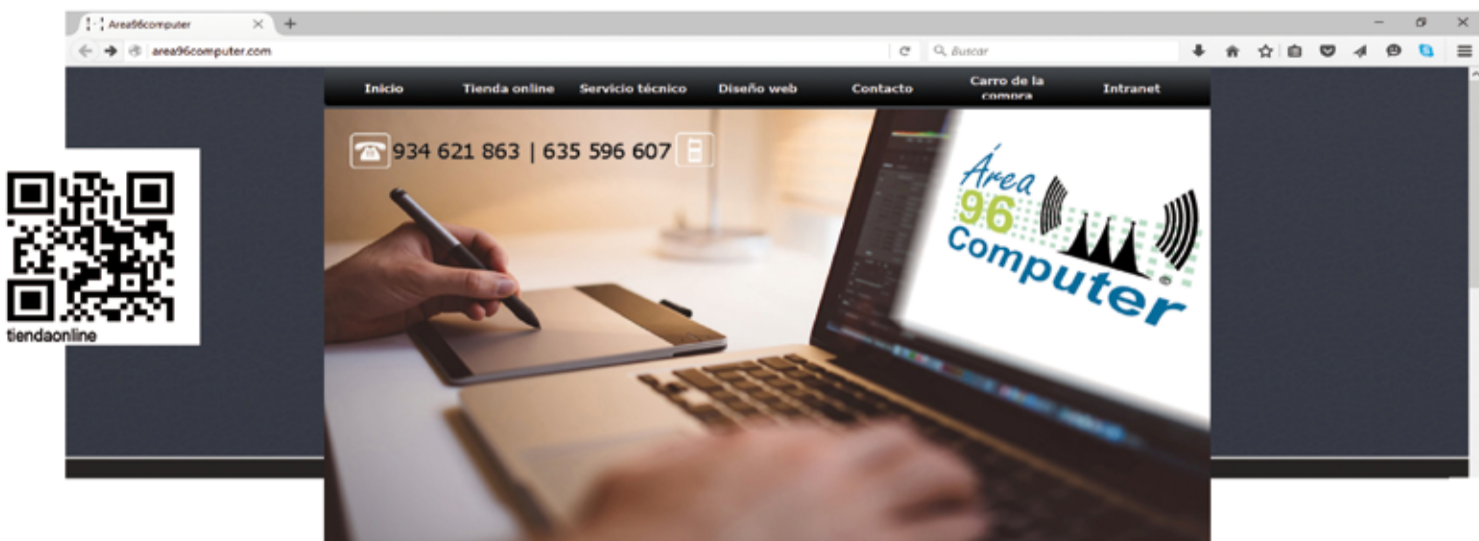 Area96computer
area96computer.com
Buscar
Inicio
Tienda online
Servicio técnico
Diseño web
Contacto
Carro de la
compra
Intranet
934 621 863 | 635 596 607
Área
96
Computer
tiendaonline